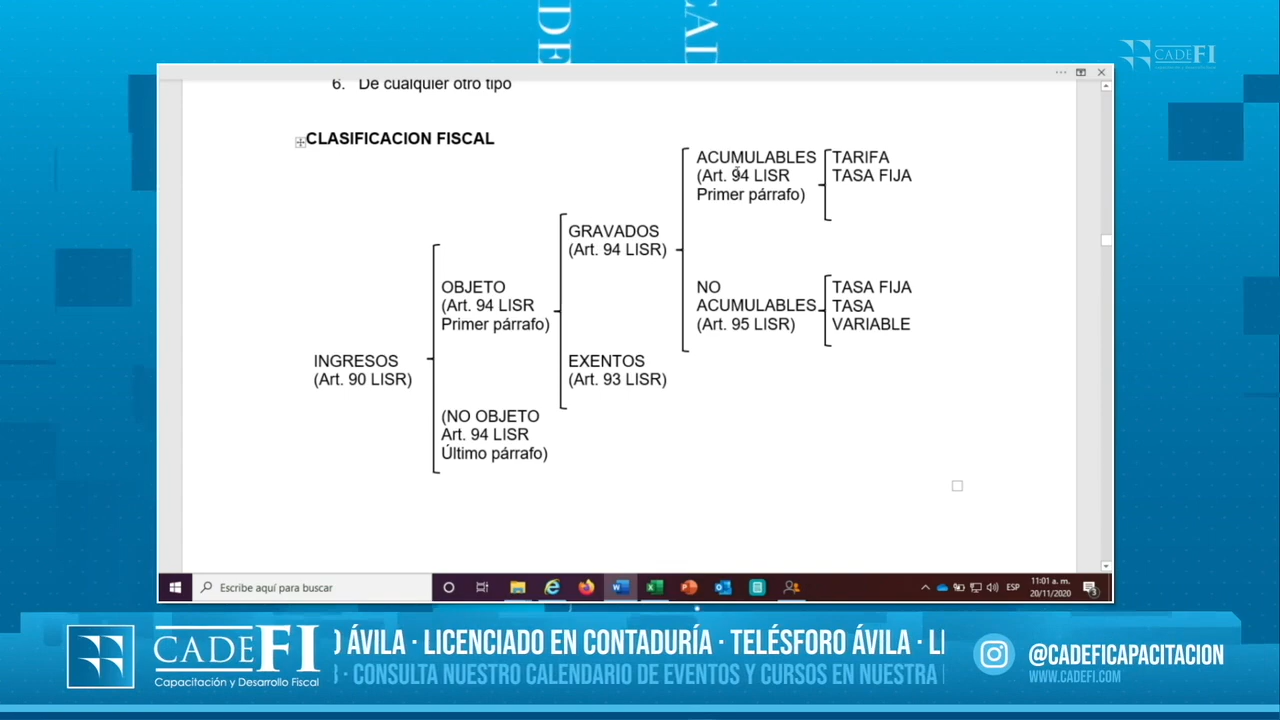 DE
CAD
CADEFI
6. De cualquier otro tipo
CLASIFICACION FISCAL
INGRESOS
(Art. 90 LISR)
OBJETO
(Art. 94 LISR
Primer párrafo)
(NO OBJETO
Art. 94 LISR
Último párrafo)
GRAVADOS
(Art. 94 LISR)
EXENTOS
(Art. 93 LISR)
ACUMULABLES
(Art. 94 LISR
Primer párrafo)
NO
ACUMULABLES
(Art. 95 LISR)
TARIFA
TASA FIJA
TASA FIJA
TASA
VARIABLE
Escribe aquí para buscar
ESP
11:01 a. m.
20/11/2020
3
CADEFI
Capacitación y Desarrollo Fiscal
O ÁVILA · LICENCIADO EN CONTADURÍA · TELÉSFORO ÁVILA · LI
· CONSULTA NUESTRO CALENDARIO DE EVENTOS Y CURSOS EN NUESTRA
@CADEFICAPACITACION
WWW.CADEFI.COM